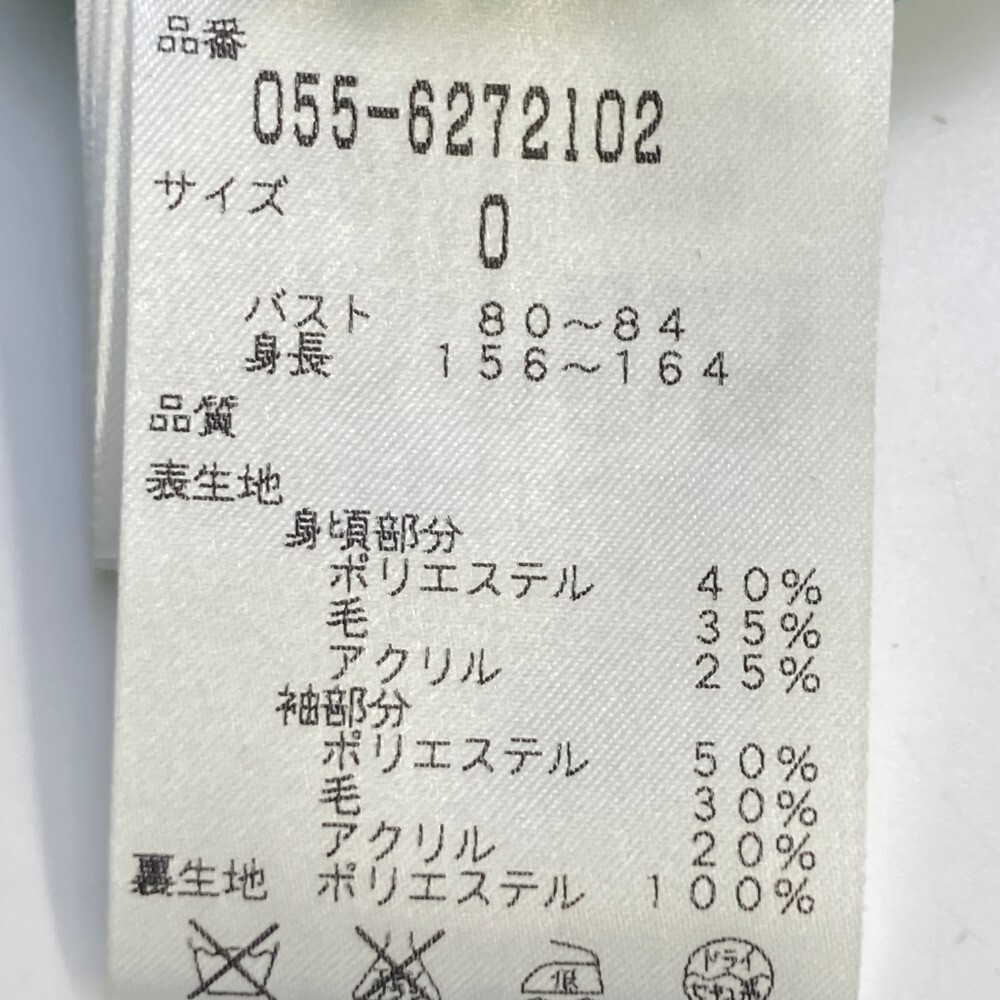 品番
055-6272102
サイズ
0
バスト 80～84
身長 156～164
品質
表生地
身頃部分
ポリエステル 40%
毛 35%
アクリル 25%
袖部分
ポリエステル 50%
毛 30%
アクリル 20%
裏生地 ポリエステル 100%
低 ドライ